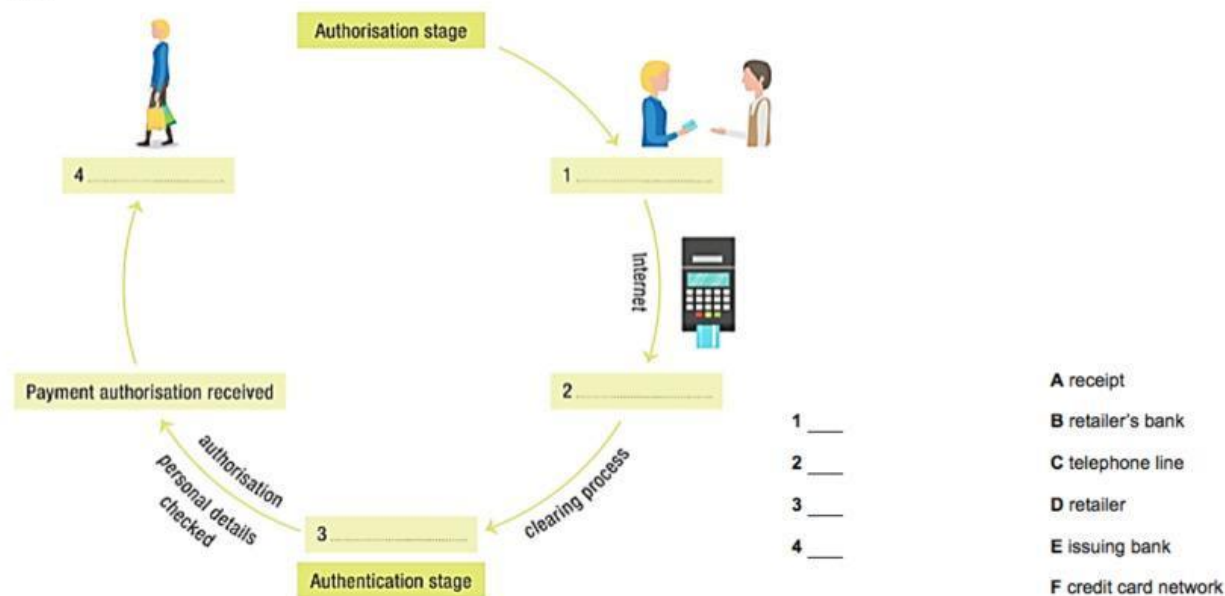 Authorisation stage
4 ........................
1 ........................
Internet
Payment authorisation received
2 ........................
authorisation
personal details
checked
clearing process
3 ........................
Authentication stage
1 ___
2 ___
3 ___
4 ___
A receipt
B retailer's bank
C telephone line
D retailer
E issuing bank
F credit card network